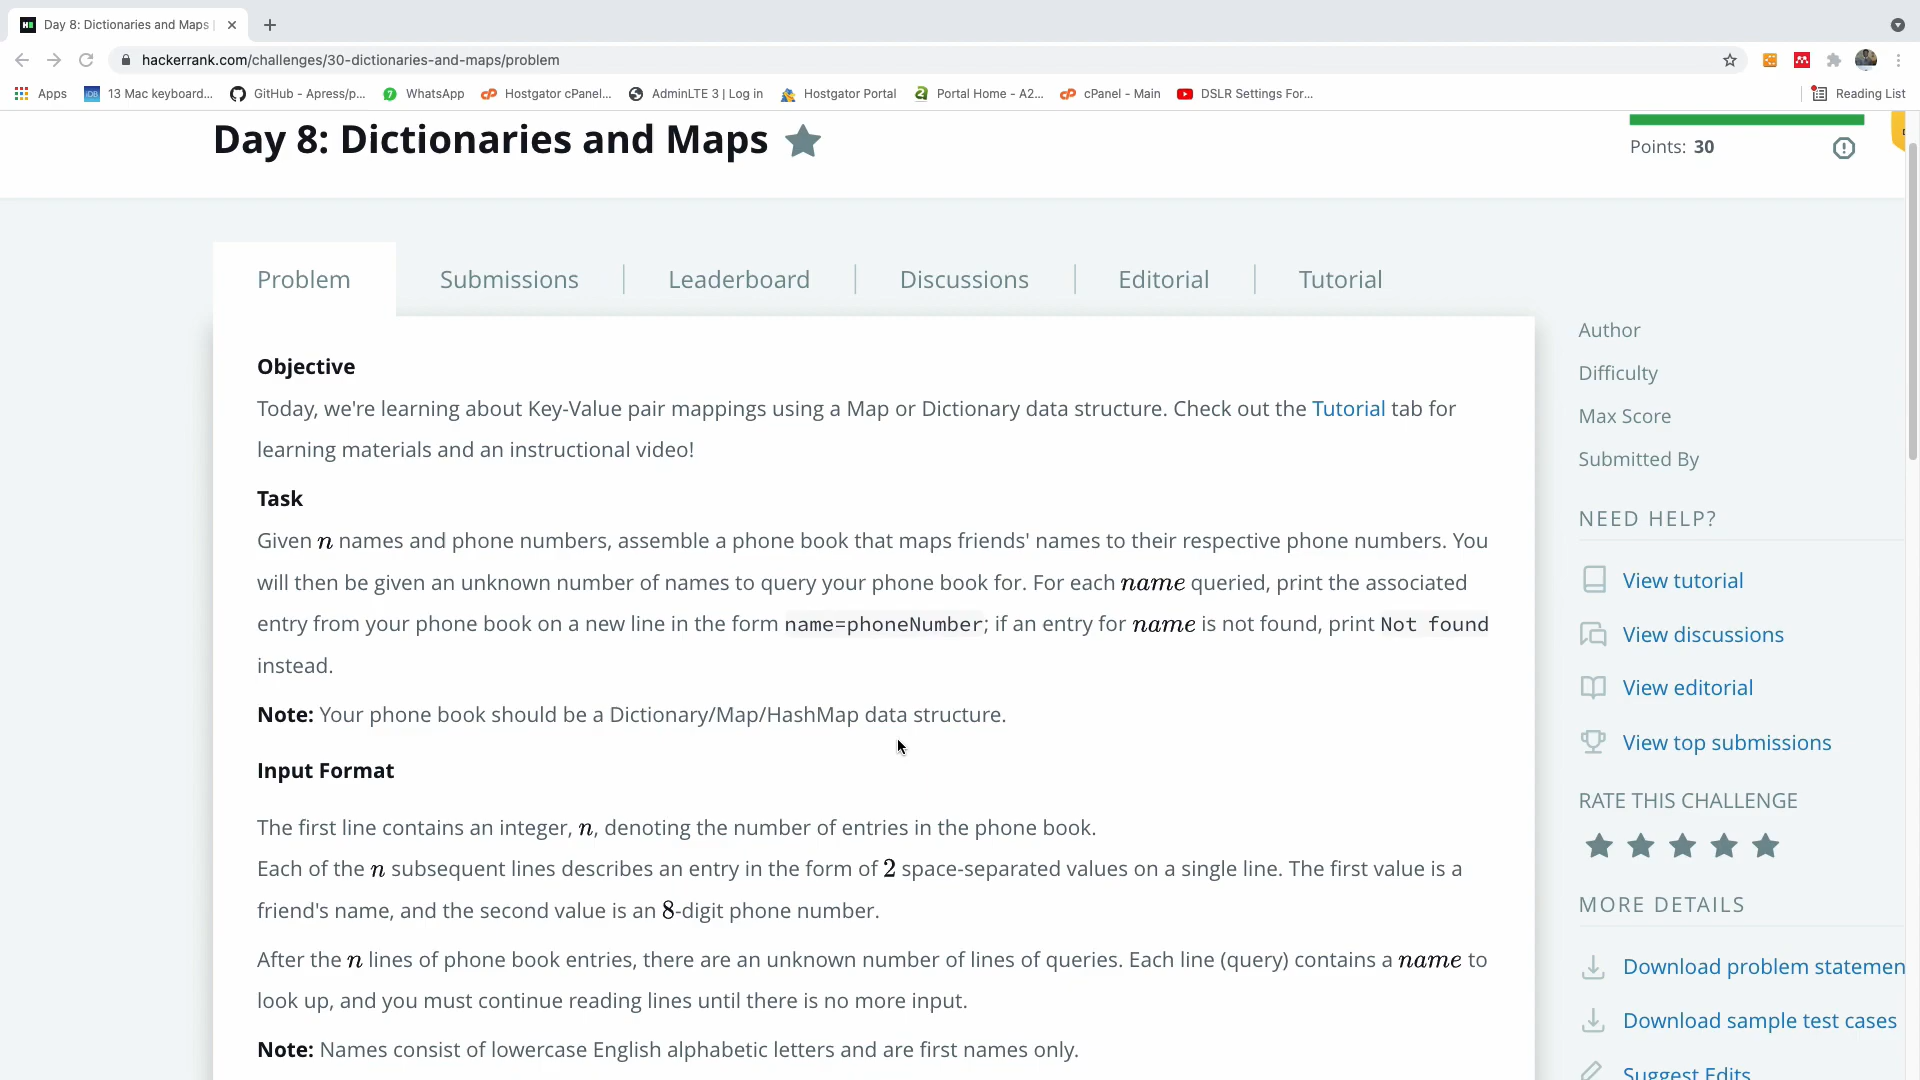 Day 8: Dictionaries and Maps
hackerrank.com/challenges/30-dictionaries-and-maps/problem
Apps
13 Mac keyboard...
GitHub - Apress/p...
WhatsApp
Hostgator cPanel...
AdminLTE 3 | Log in
Hostgator Portal
Portal Home - A2...
cPanel - Main
DSLR Settings For...
Reading List
Day 8: Dictionaries and Maps
Points: 30
Problem
Submissions
Leaderboard
Discussions
Editorial
Tutorial
Objective
Today, we're learning about Key-Value pair mappings using a Map or Dictionary data structure. Check out the Tutorial tab for
learning materials and an instructional video!
Task
Given n names and phone numbers, assemble a phone book that maps friends' names to their respective phone numbers. You
will then be given an unknown number of names to query your phone book for. For each name queried, print the associated
entry from your phone book on a new line in the form name=phoneNumber; if an entry for name is not found, print Not found
instead.
Note: Your phone book should be a Dictionary/Map/HashMap data structure.
Input Format
The first line contains an integer, n, denoting the number of entries in the phone book.
Each of the n subsequent lines describes an entry in the form of 2 space-separated values on a single line. The first value is a
friend's name, and the second value is an 8-digit phone number.
After the n lines of phone book entries, there are an unknown number of lines of queries. Each line (query) contains a name to
look up, and you must continue reading lines until there is no more input.
Note: Names consist of lowercase English alphabetic letters and are first names only.
Author
Difficulty
Max Score
Submitted By
NEED HELP?
View tutorial
View discussions
View editorial
View top submissions
RATE THIS CHALLENGE
MORE DETAILS
Download problem statemen
Download sample test cases
Suggest Edits